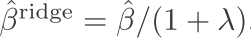 β̂^ridge = β̂/(1 + λ)